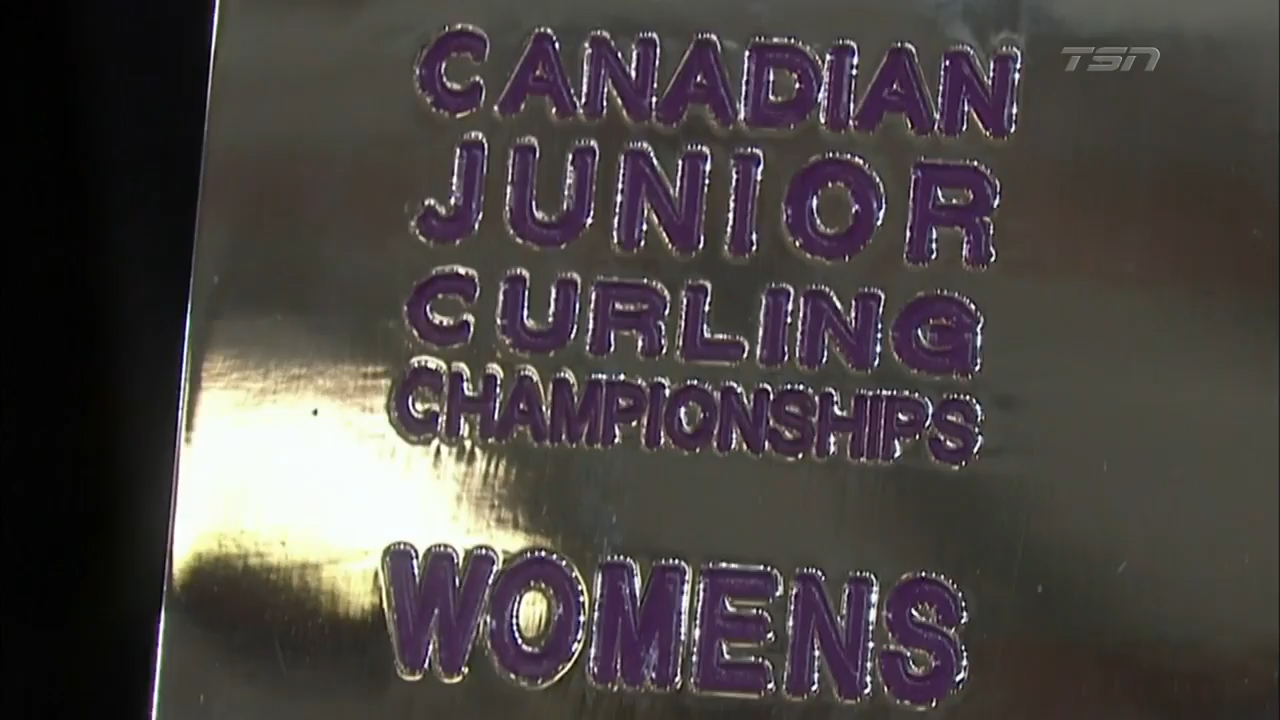 CANADIAN
TSN
JUNIOR
CURLING
CHAMPIONSHIPS
WOMENS